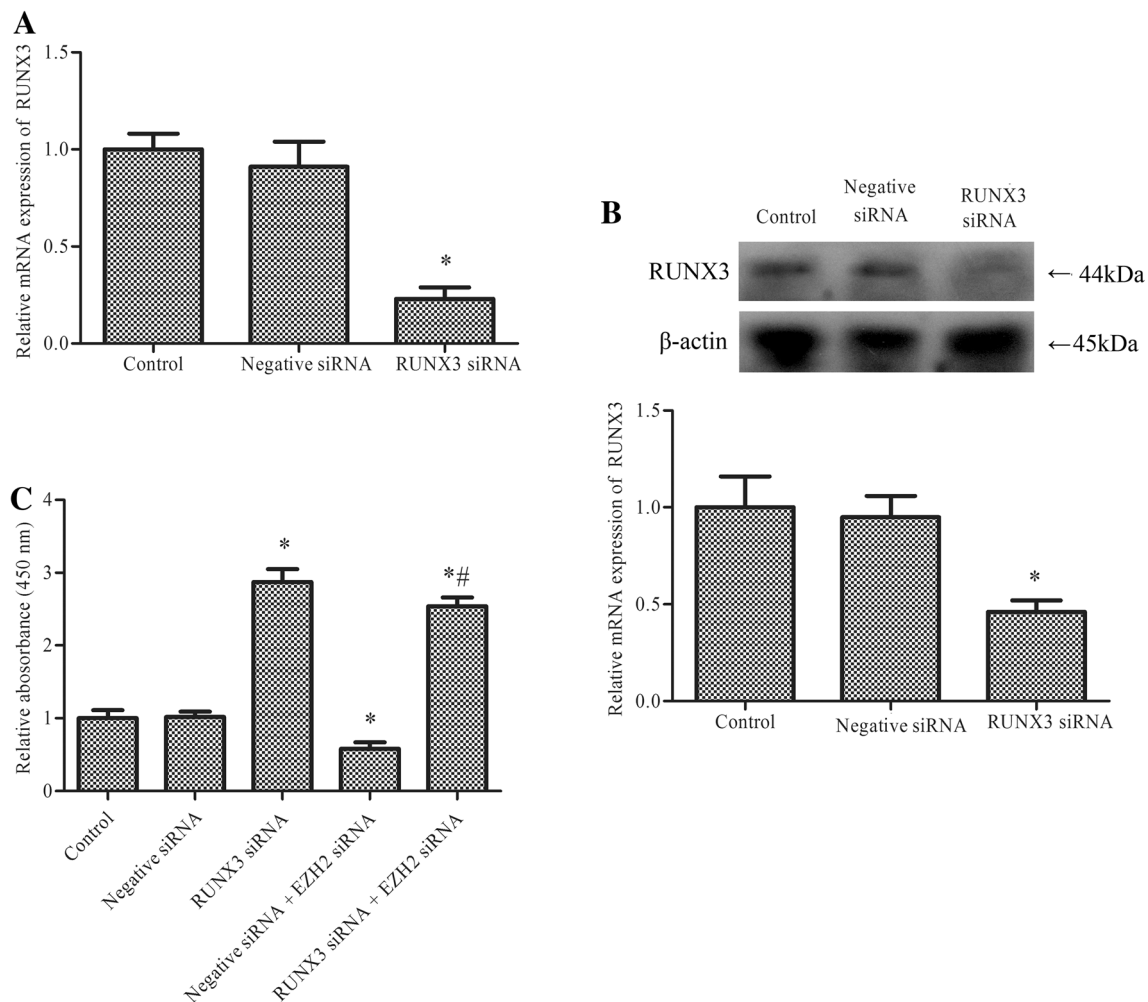 A
Relative mRNA expression of RUNX3
1.5
1.0
0.5
0.0
*
Control
Negative siRNA
RUNX3 siRNA
B
Control
Negative
siRNA
RUNX3
siRNA
RUNX3
←44kDa
β-actin
←45kDa
Relative mRNA expression of RUNX3
1.5
1.0
0.5
0.0
*
Control
Negative siRNA
RUNX3 siRNA
C
Relative abosorbance (450 nm)
4
3
2
1
0
*
*
*#
Control
Negative siRNA
RUNX3 siRNA
Negative siRNA + EZH2 siRNA
RUNX3 siRNA + EZH2 siRNA